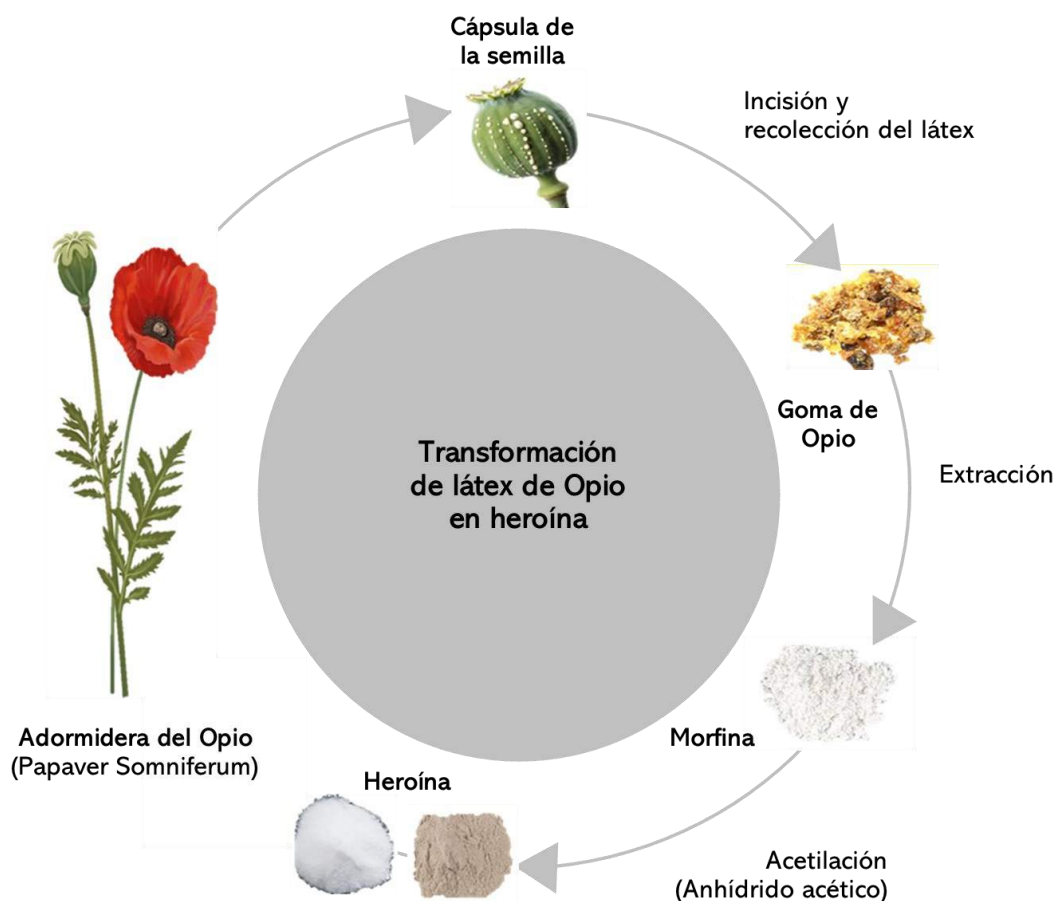 Cápsula de
la semilla
Incisión y
recolección del látex
Goma de
Opio
Extracción
Transformación
de látex de Opio
en heroína
Morfina
Adormidera del Opio
(Papaver Somniferum)
Heroína
Acetilación
(Anhídrido acético)